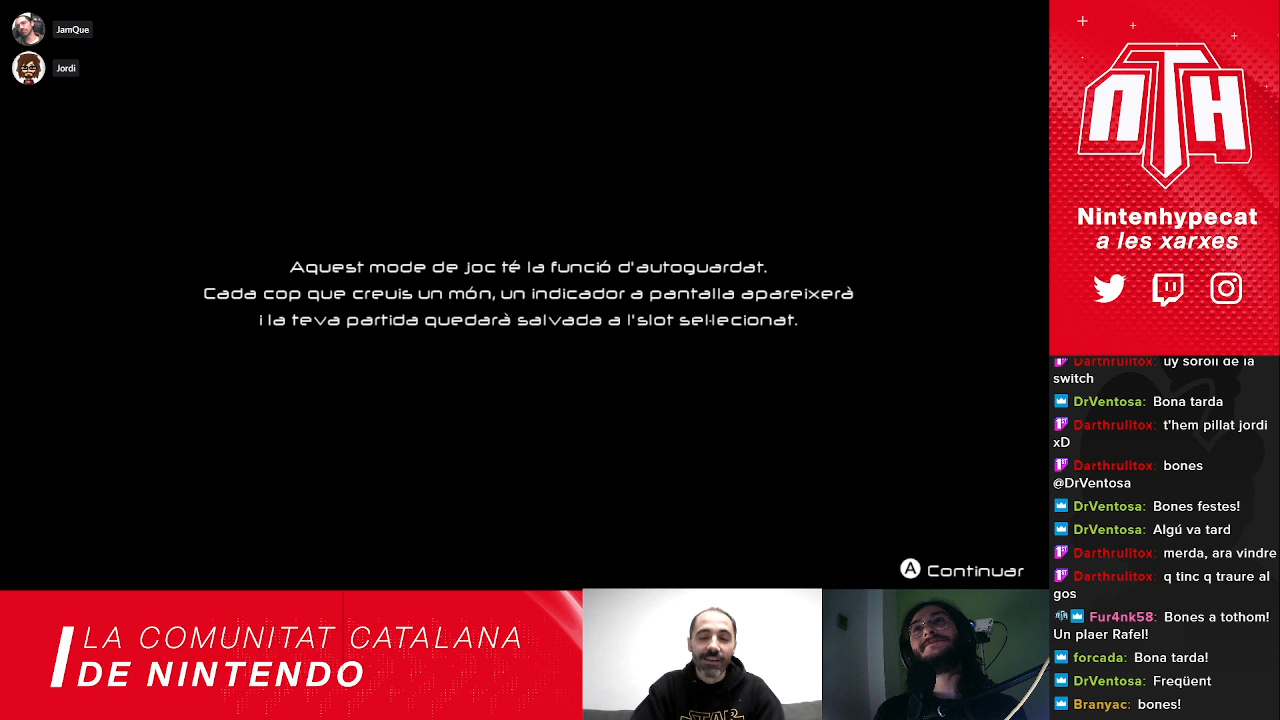 JamQue
Jordi
Aquest mode de joc té la funció d'autoguardat.
Cada cop que creuis un món, un indicador a pantalla apareixerà
i la teva partida quedarà salvada a l'slot sel·lecionat.
A Continuar
LA COMUNITAT CATALANA
DE NINTENDO
STAR
NTH
Nintenhypecat
a les xarxes
Darthrulitox: uy soroll de la
switch
DrVentosa: Bona tarda
Darthrulitox: t'hem pillat jordi
xD
Darthrulitox: bones
@DrVentosa
DrVentosa: Bones festes!
DrVentosa: Algú va tard
Darthrulitox: merda, ara vindre
Darthrulitox: q tinc q traure al
gos
Fur4nk58: Bones a tothom!
Un plaer Rafel!
forcada: Bona tarda!
DrVentosa: Freqüent
Branyac: bones!